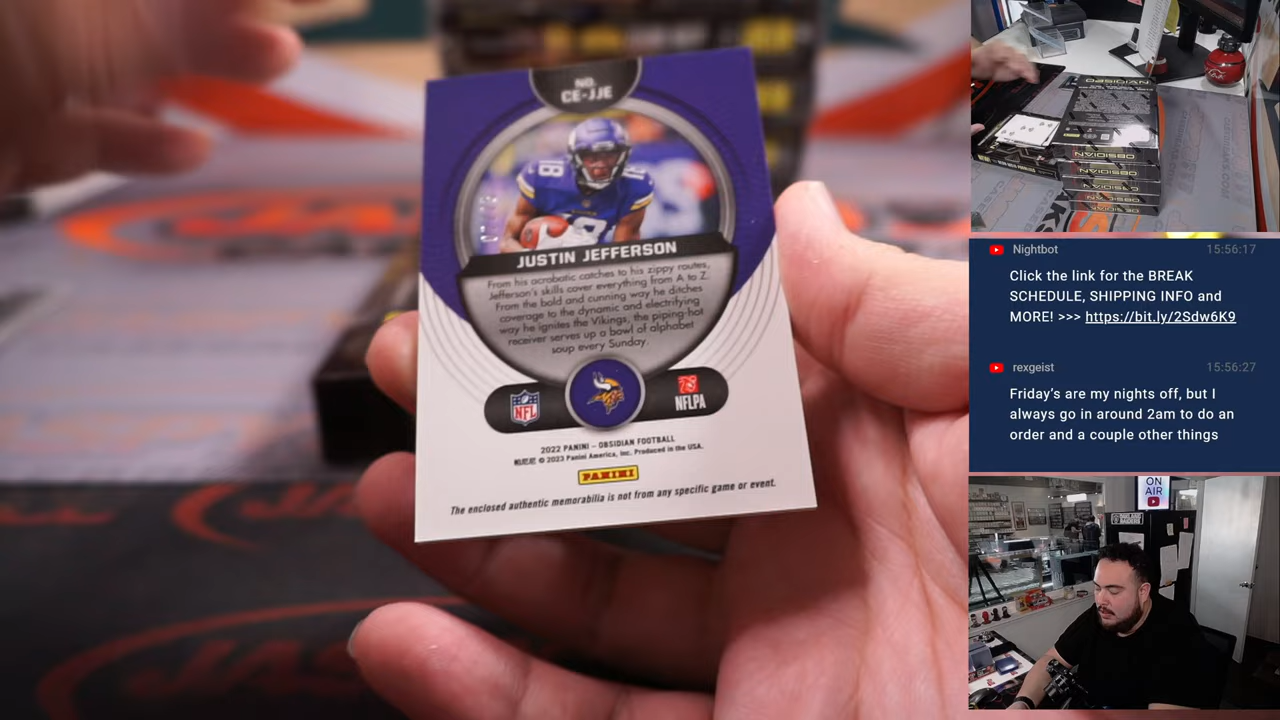 NO.
CE-JJE
18
JUSTIN JEFFERSON
From his acrobatic catches to his zippy routes,
Jefferson's skills cover everything from A to Z.
From the bold and cunning way he ditches
coverage to the dynamic and electrifying
way he ignites the Vikings, the piping-hot
receiver serves up a bowl of alphabet
soup every Sunday.
NFL
NFLPA
2022 PANINI – OBSIDIAN FOOTBALL
© 2023 Panini America, Inc. Produced in the USA.
PANINI
The enclosed authentic memorabilia is not from any specific game or event.
OBSIDIAN
OBSIDIAN
OBSIDIAN
OBSIDIAN
Nightbot 15:56:17
Click the link for the BREAK
SCHEDULE, SHIPPING INFO and
MORE! >>> https://bit.ly/2Sdw6K9
rexgeist 15:56:27
Friday's are my nights off, but I
always go in around 2am to do an
order and a couple other things
ON
AIR